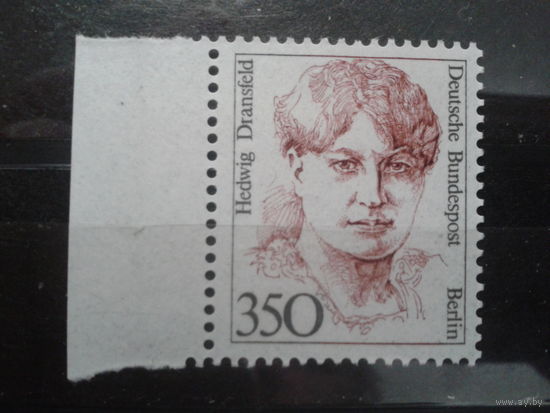 Hedwig Dransfeld
Deutsche Bundespost Berlin
350
www.ay.by